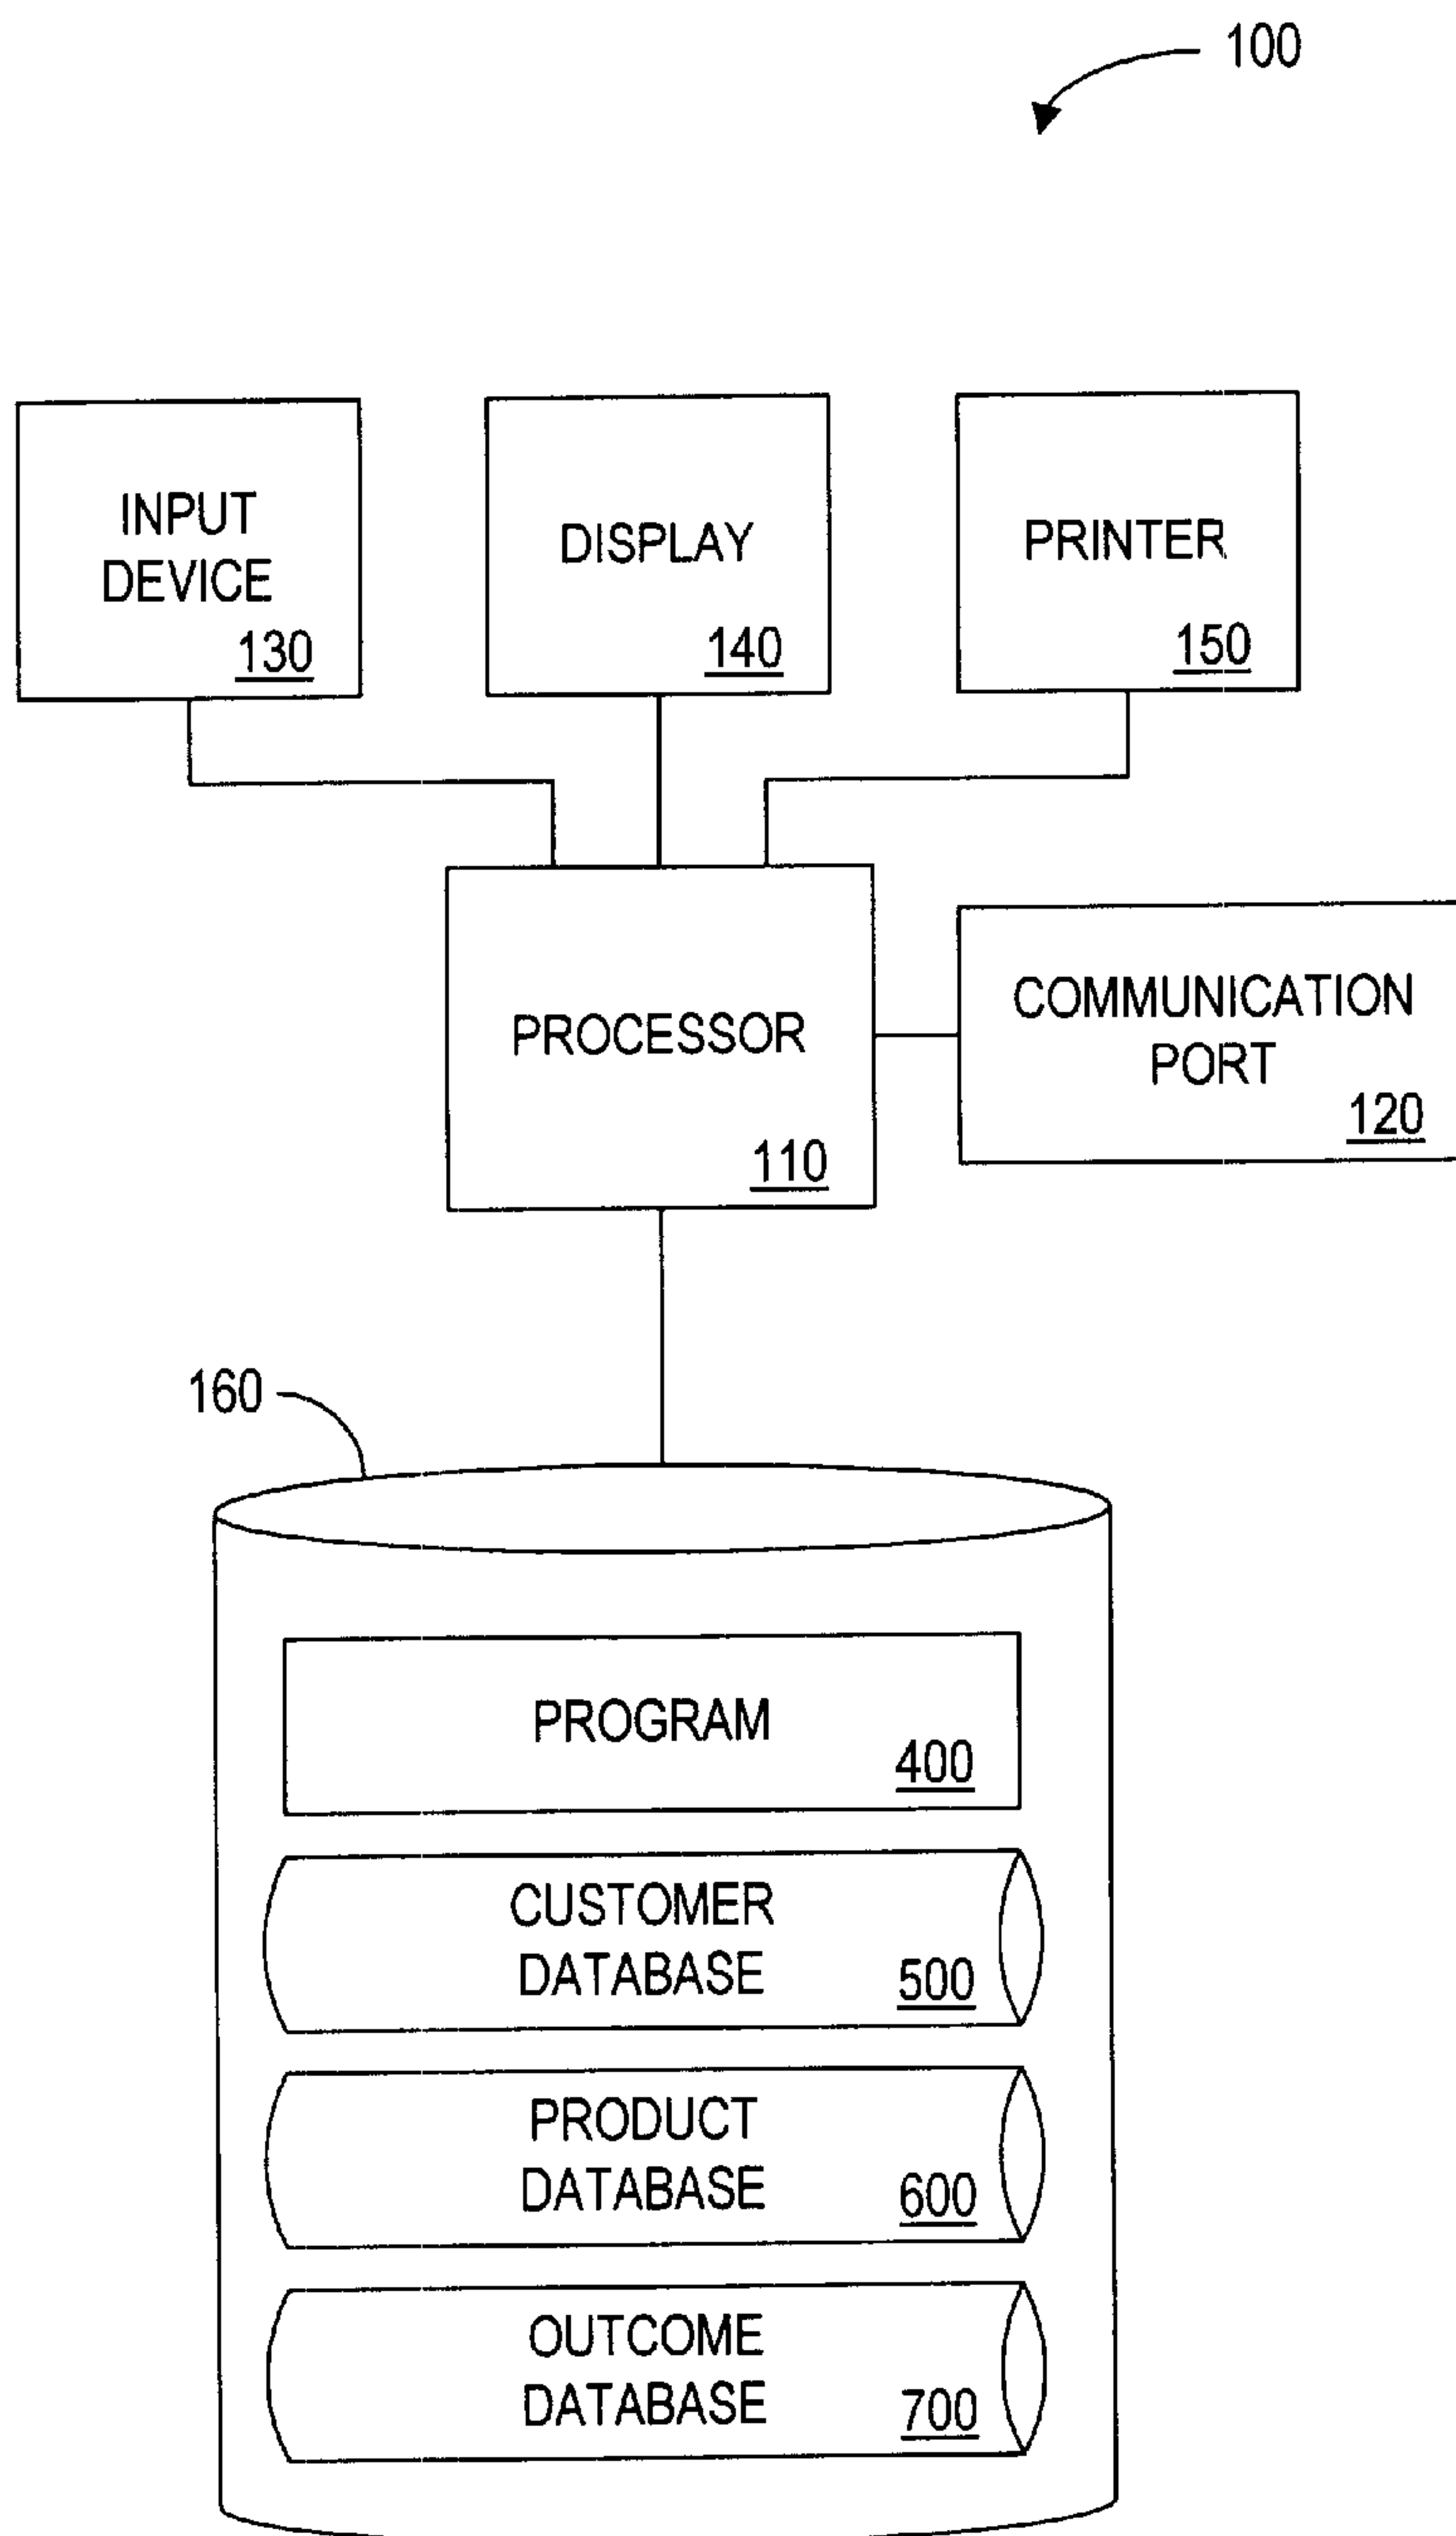 100
INPUT
DEVICE
130
DISPLAY
140
PRINTER
150
PROCESSOR
110
COMMUNICATION
PORT
120
160
PROGRAM
400
CUSTOMER
DATABASE
500
PRODUCT
DATABASE
600
OUTCOME
DATABASE
700